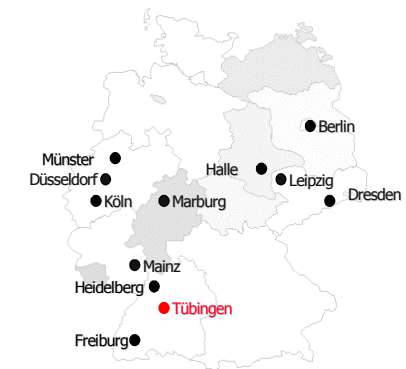 Berlin
Münster
Halle
Düsseldorf
Leipzig
Dresden
Köln
Marburg
Mainz
Heidelberg
Tübingen
Freiburg